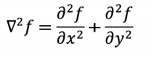 ∇²f = ∂²f/∂x² + ∂²f/∂y²